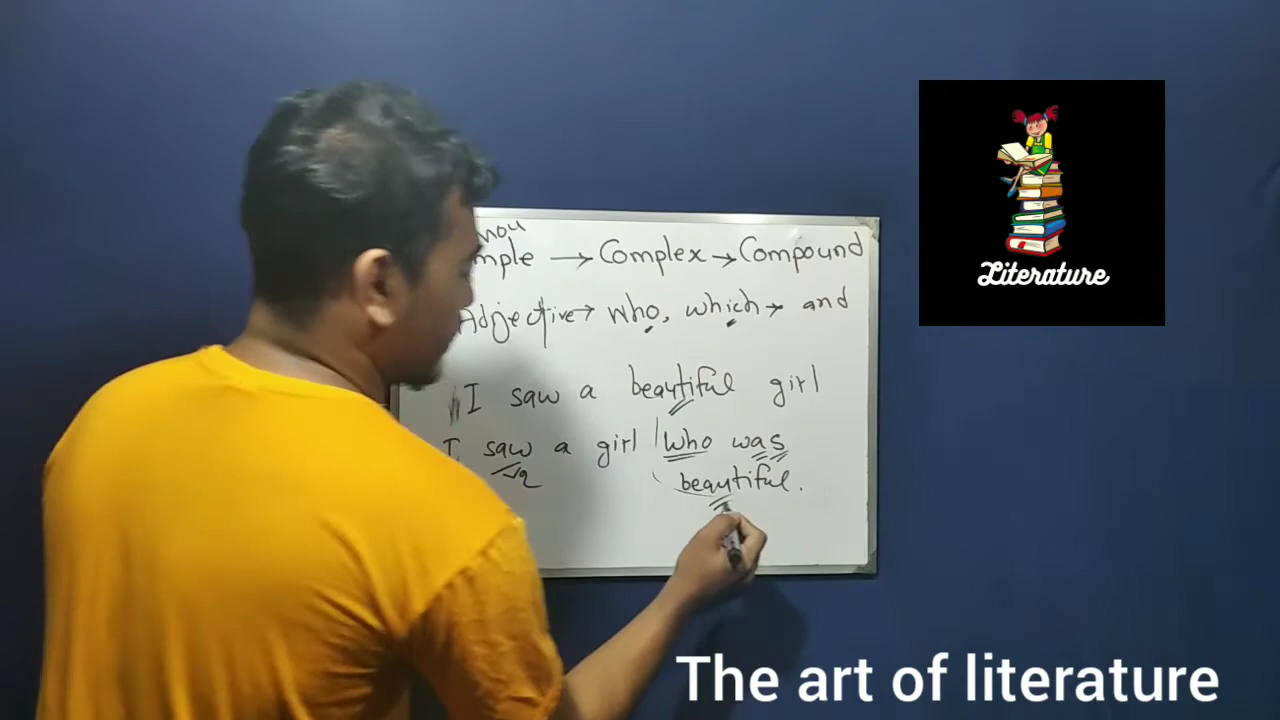 mple → Complex → Compound
Adjective → who, which → and
I saw a beautiful girl
I saw a girl who was
beautiful.
Literature
The art of literature